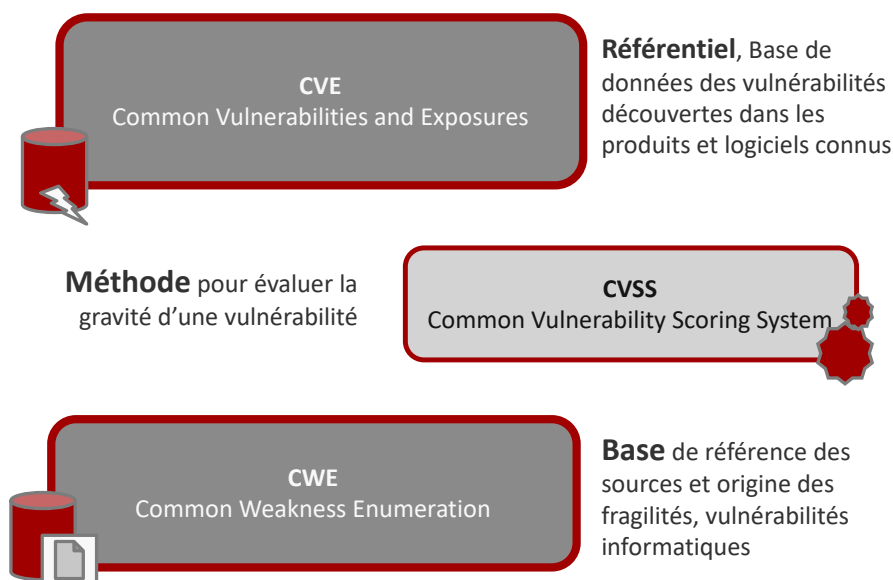 CVE
Common Vulnerabilities and Exposures
Référentiel, Base de
données des vulnérabilités
découvertes dans les
produits et logiciels connus
Méthode pour évaluer la
gravité d’une vulnérabilité
CVSS
Common Vulnerability Scoring System
CWE
Common Weakness Enumeration
Base de référence des
sources et origine des
fragilités, vulnérabilités
informatiques